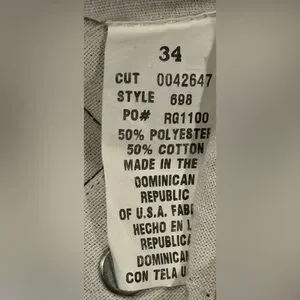 34
CUT 0042647
STYLE 698
PO# RG1100
50% POLYESTER
50% COTTON
MADE IN THE
DOMINICAN
REPUBLIC
OF U.S.A. FAB
HECHO EN L
REPUBLICA
DOMINICAN
CON TELA U